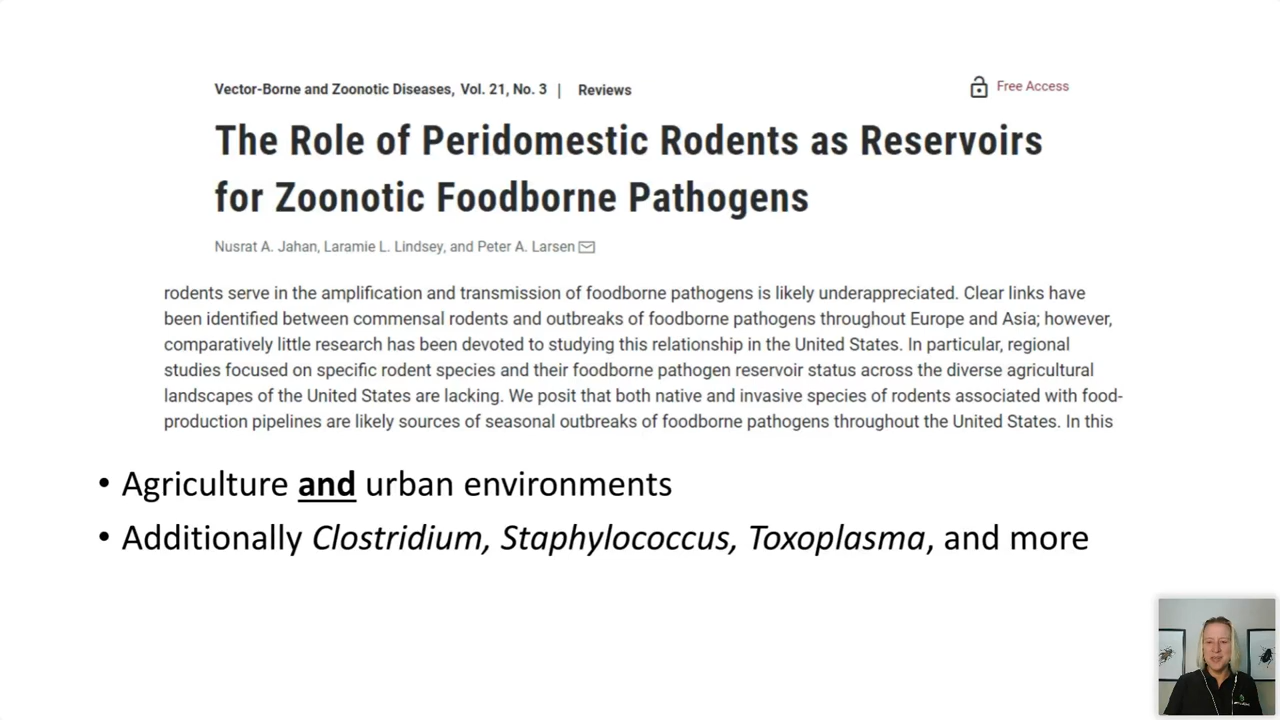 Vector-Borne and Zoonotic Diseases, Vol. 21, No. 3 | Reviews
Free Access
The Role of Peridomestic Rodents as Reservoirs
for Zoonotic Foodborne Pathogens
Nusrat A. Jahan, Laramie L. Lindsey, and Peter A. Larsen
rodents serve in the amplification and transmission of foodborne pathogens is likely underappreciated. Clear links have
been identified between commensal rodents and outbreaks of foodborne pathogens throughout Europe and Asia; however,
comparatively little research has been devoted to studying this relationship in the United States. In particular, regional
studies focused on specific rodent species and their foodborne pathogen reservoir status across the diverse agricultural
landscapes of the United States are lacking. We posit that both native and invasive species of rodents associated with food-
production pipelines are likely sources of seasonal outbreaks of foodborne pathogens throughout the United States. In this
• Agriculture and urban environments
• Additionally Clostridium, Staphylococcus, Toxoplasma, and more